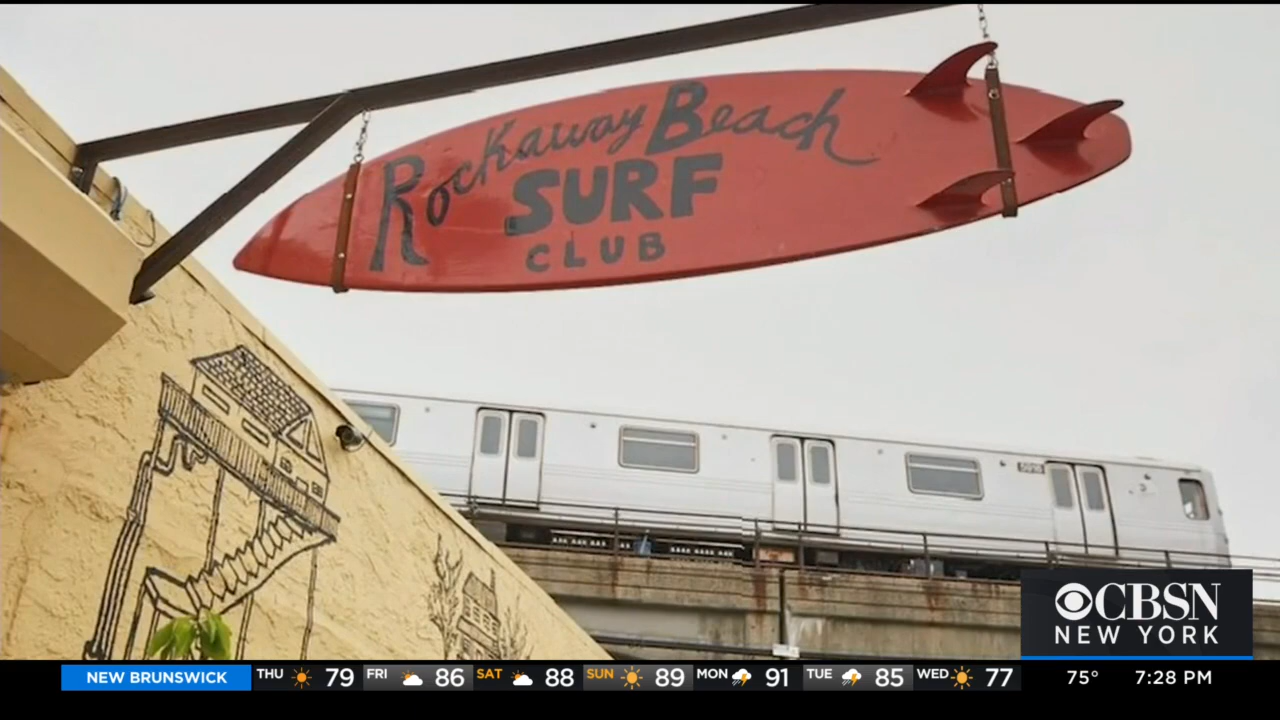 Rockaway Beach
SURF
CLUB
CBSN
NEW YORK
NEW BRUNSWICK THU 79 FRI 86 SAT 88 SUN 89 MON 91 TUE 85 WED 77 75° 7:28 PM